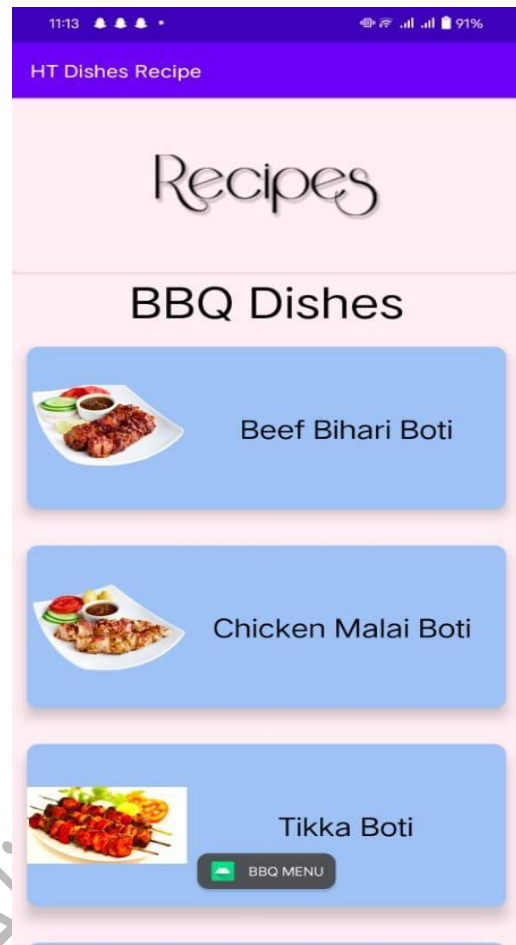 11:13
91%
HT Dishes Recipe
Recipes
BBQ Dishes
Beef Bihari Boti
Chicken Malai Boti
Tikka Boti
BBQ MENU